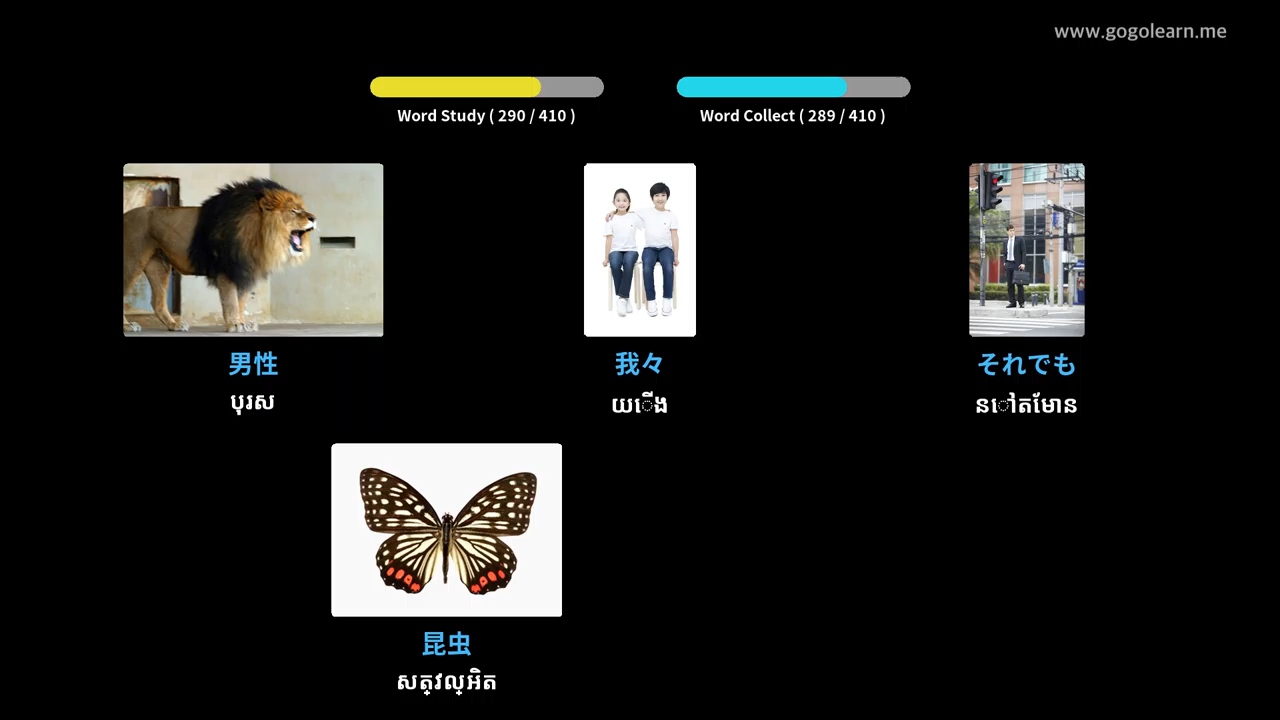 www.gogolearn.me
Word Study ( 290 / 410 )
Word Collect ( 289 / 410 )
男性
បុរស
我々
យើង
それでも
នៅតែមាន
昆虫
សត្វល្អិត